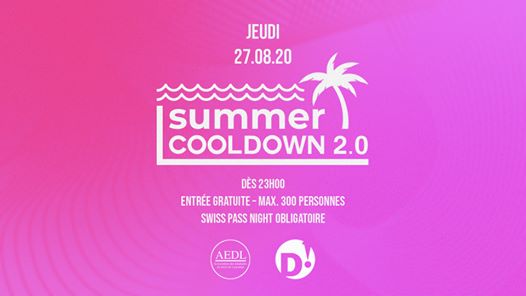 JEUDI
27.08.20
summer
COOLDOWN 2.0
DÈS 23H00
ENTRÉE GRATUITE - MAX. 300 PERSONNES
SWISS PASS NIGHT OBLIGATOIRE
AEDL
D!